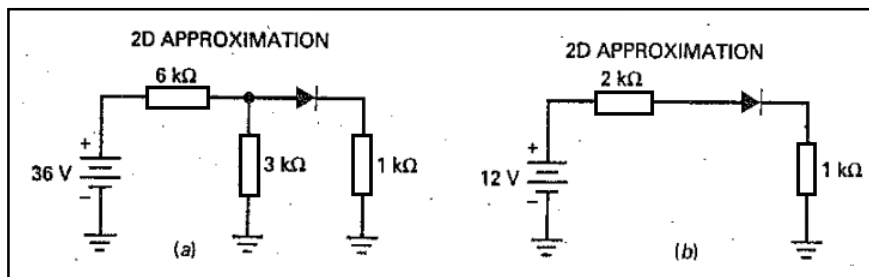 2D APPROXIMATION
6 kΩ
36 V
+
−
3 kΩ
1 kΩ
(a)
2D APPROXIMATION
2 kΩ
12 V
+
−
1 kΩ
(b)